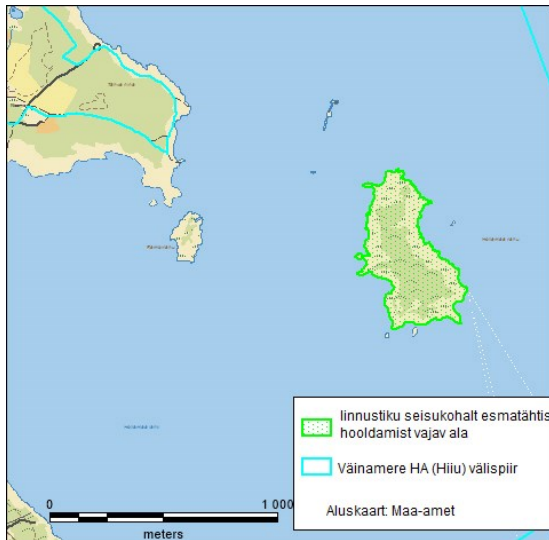 linnustiku seisukohalt esmatähtis
hooldamist vajav ala
Väinamere HA (Hiiu) välispiir
Aluskaart: Maa-amet
0
1 000
meters